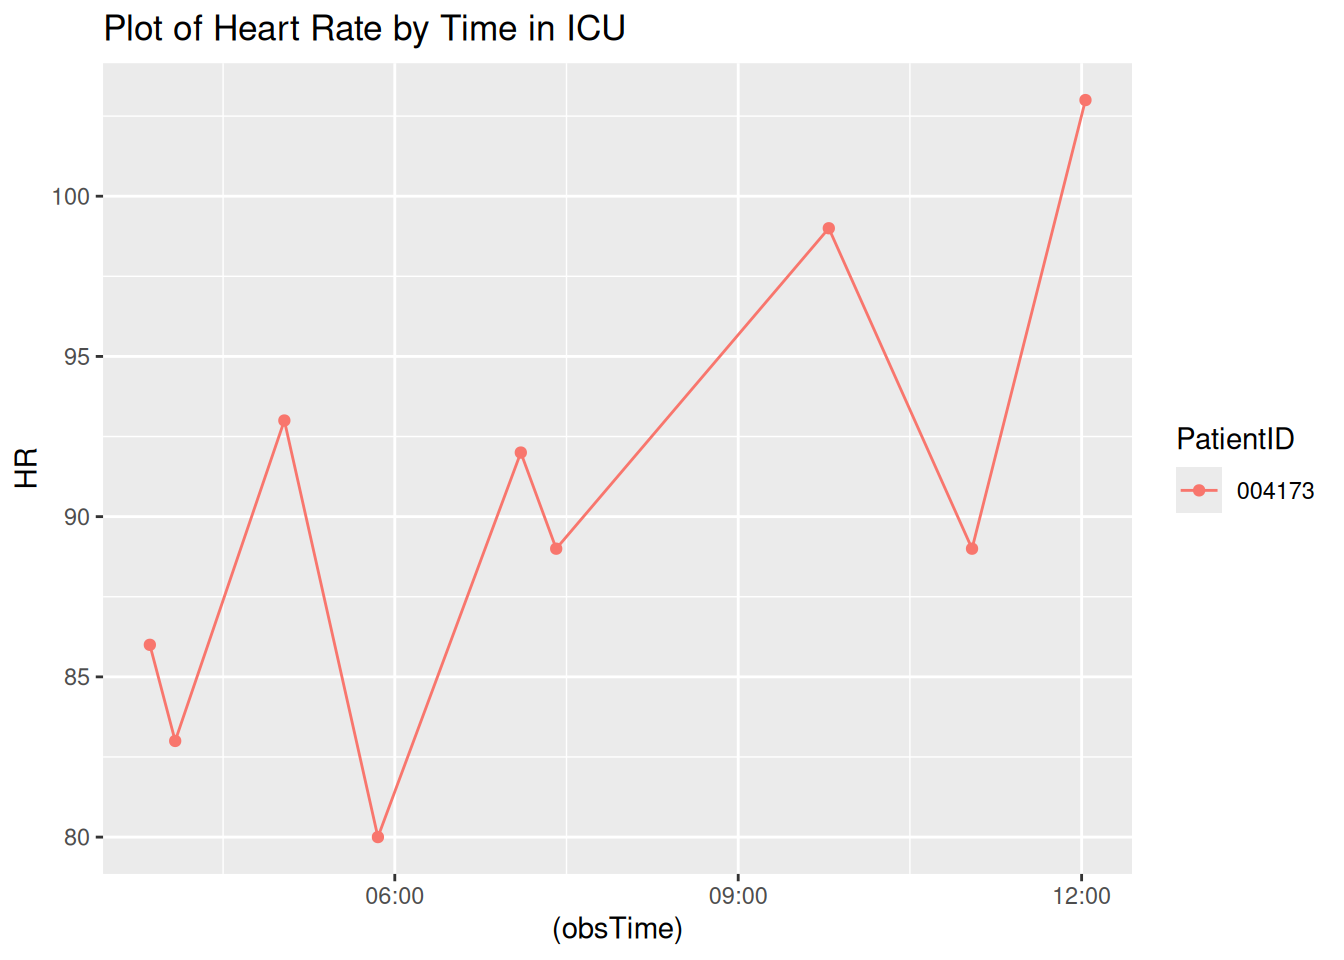 Plot of Heart Rate by Time in ICU
HR
100
95
90
85
80
06:00 09:00 12:00
(obsTime)
PatientID
004173